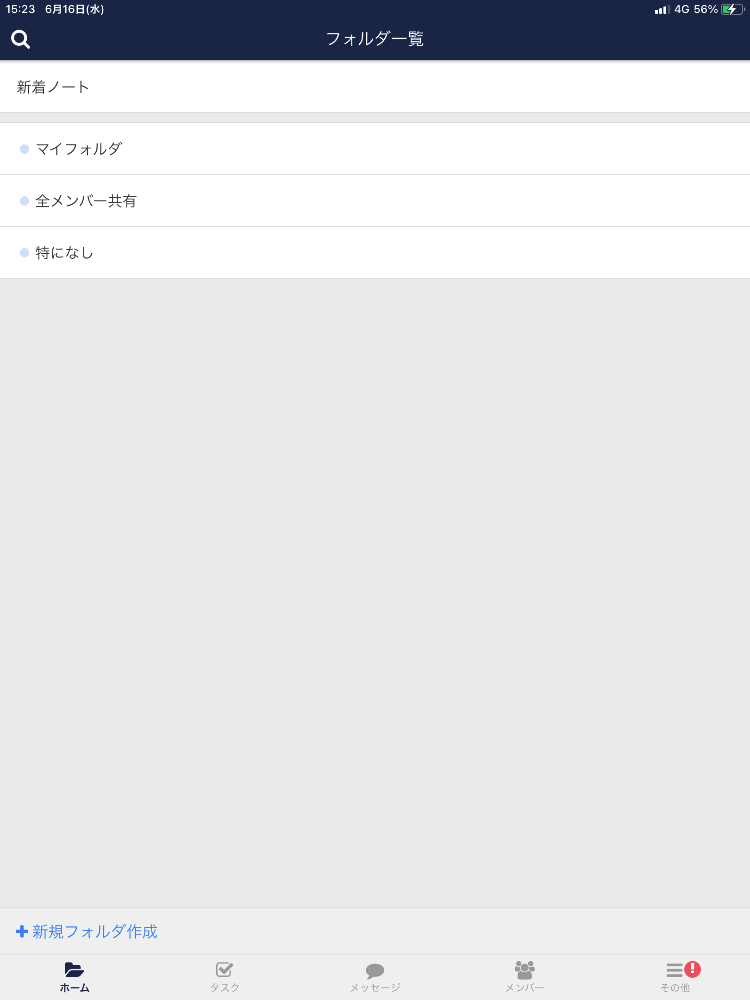 15:23 6月16日(水) 4G 56%
フォルダ一覧
新着ノート
マイフォルダ
全メンバー共有
特になし
新規フォルダ作成
ホーム タスク メッセージ メンバー その他